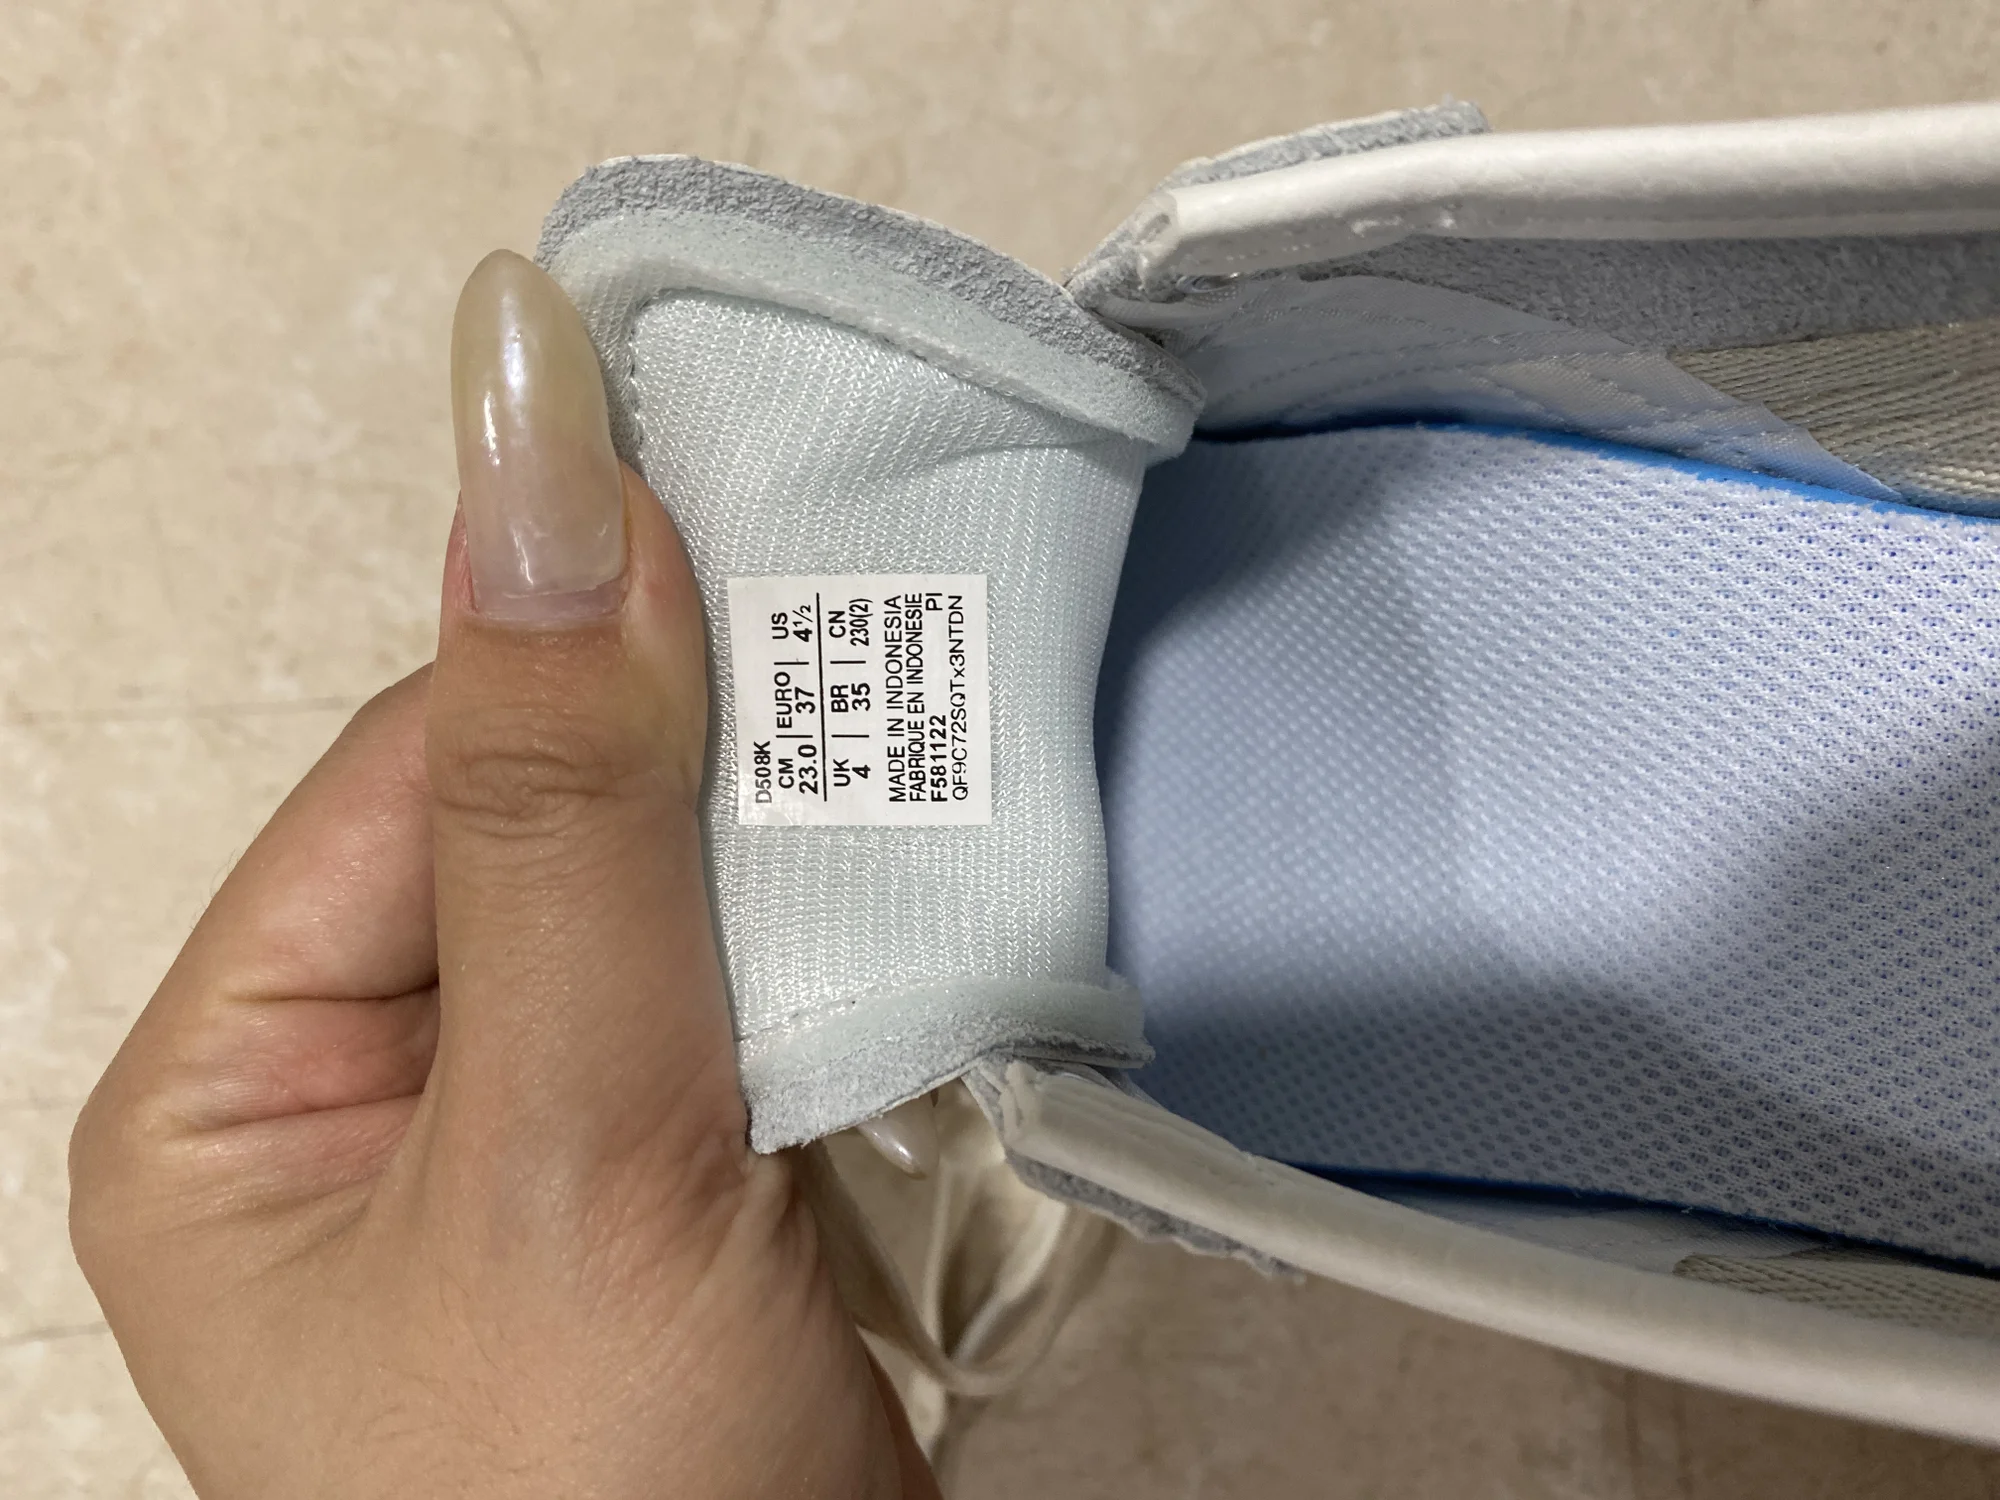 D508K
CM | EURO | US
23.0 | 37 | 4½
UK | BR | CN
4 | 35 | 230(2)
MADE IN INDONESIA
FABRIQUE EN INDONESIE
F581122 PI
QF9C72SQTx3NTDN